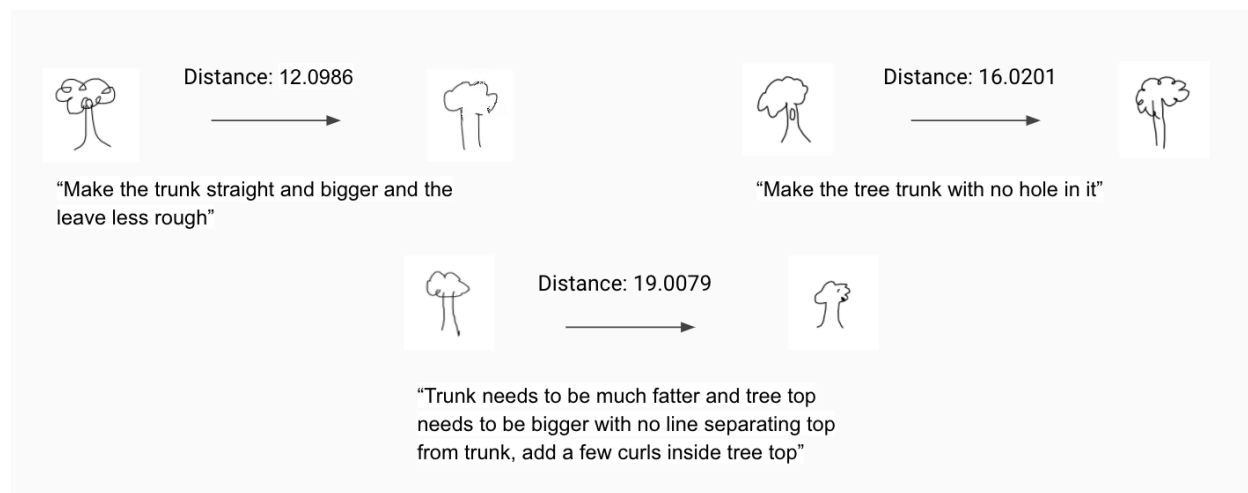 Distance: 12.0986
Distance: 16.0201
“Make the trunk straight and bigger and the
leave less rough”
“Make the tree trunk with no hole in it”
Distance: 19.0079
“Trunk needs to be much fatter and tree top
needs to be bigger with no line separating top
from trunk, add a few curls inside tree top”